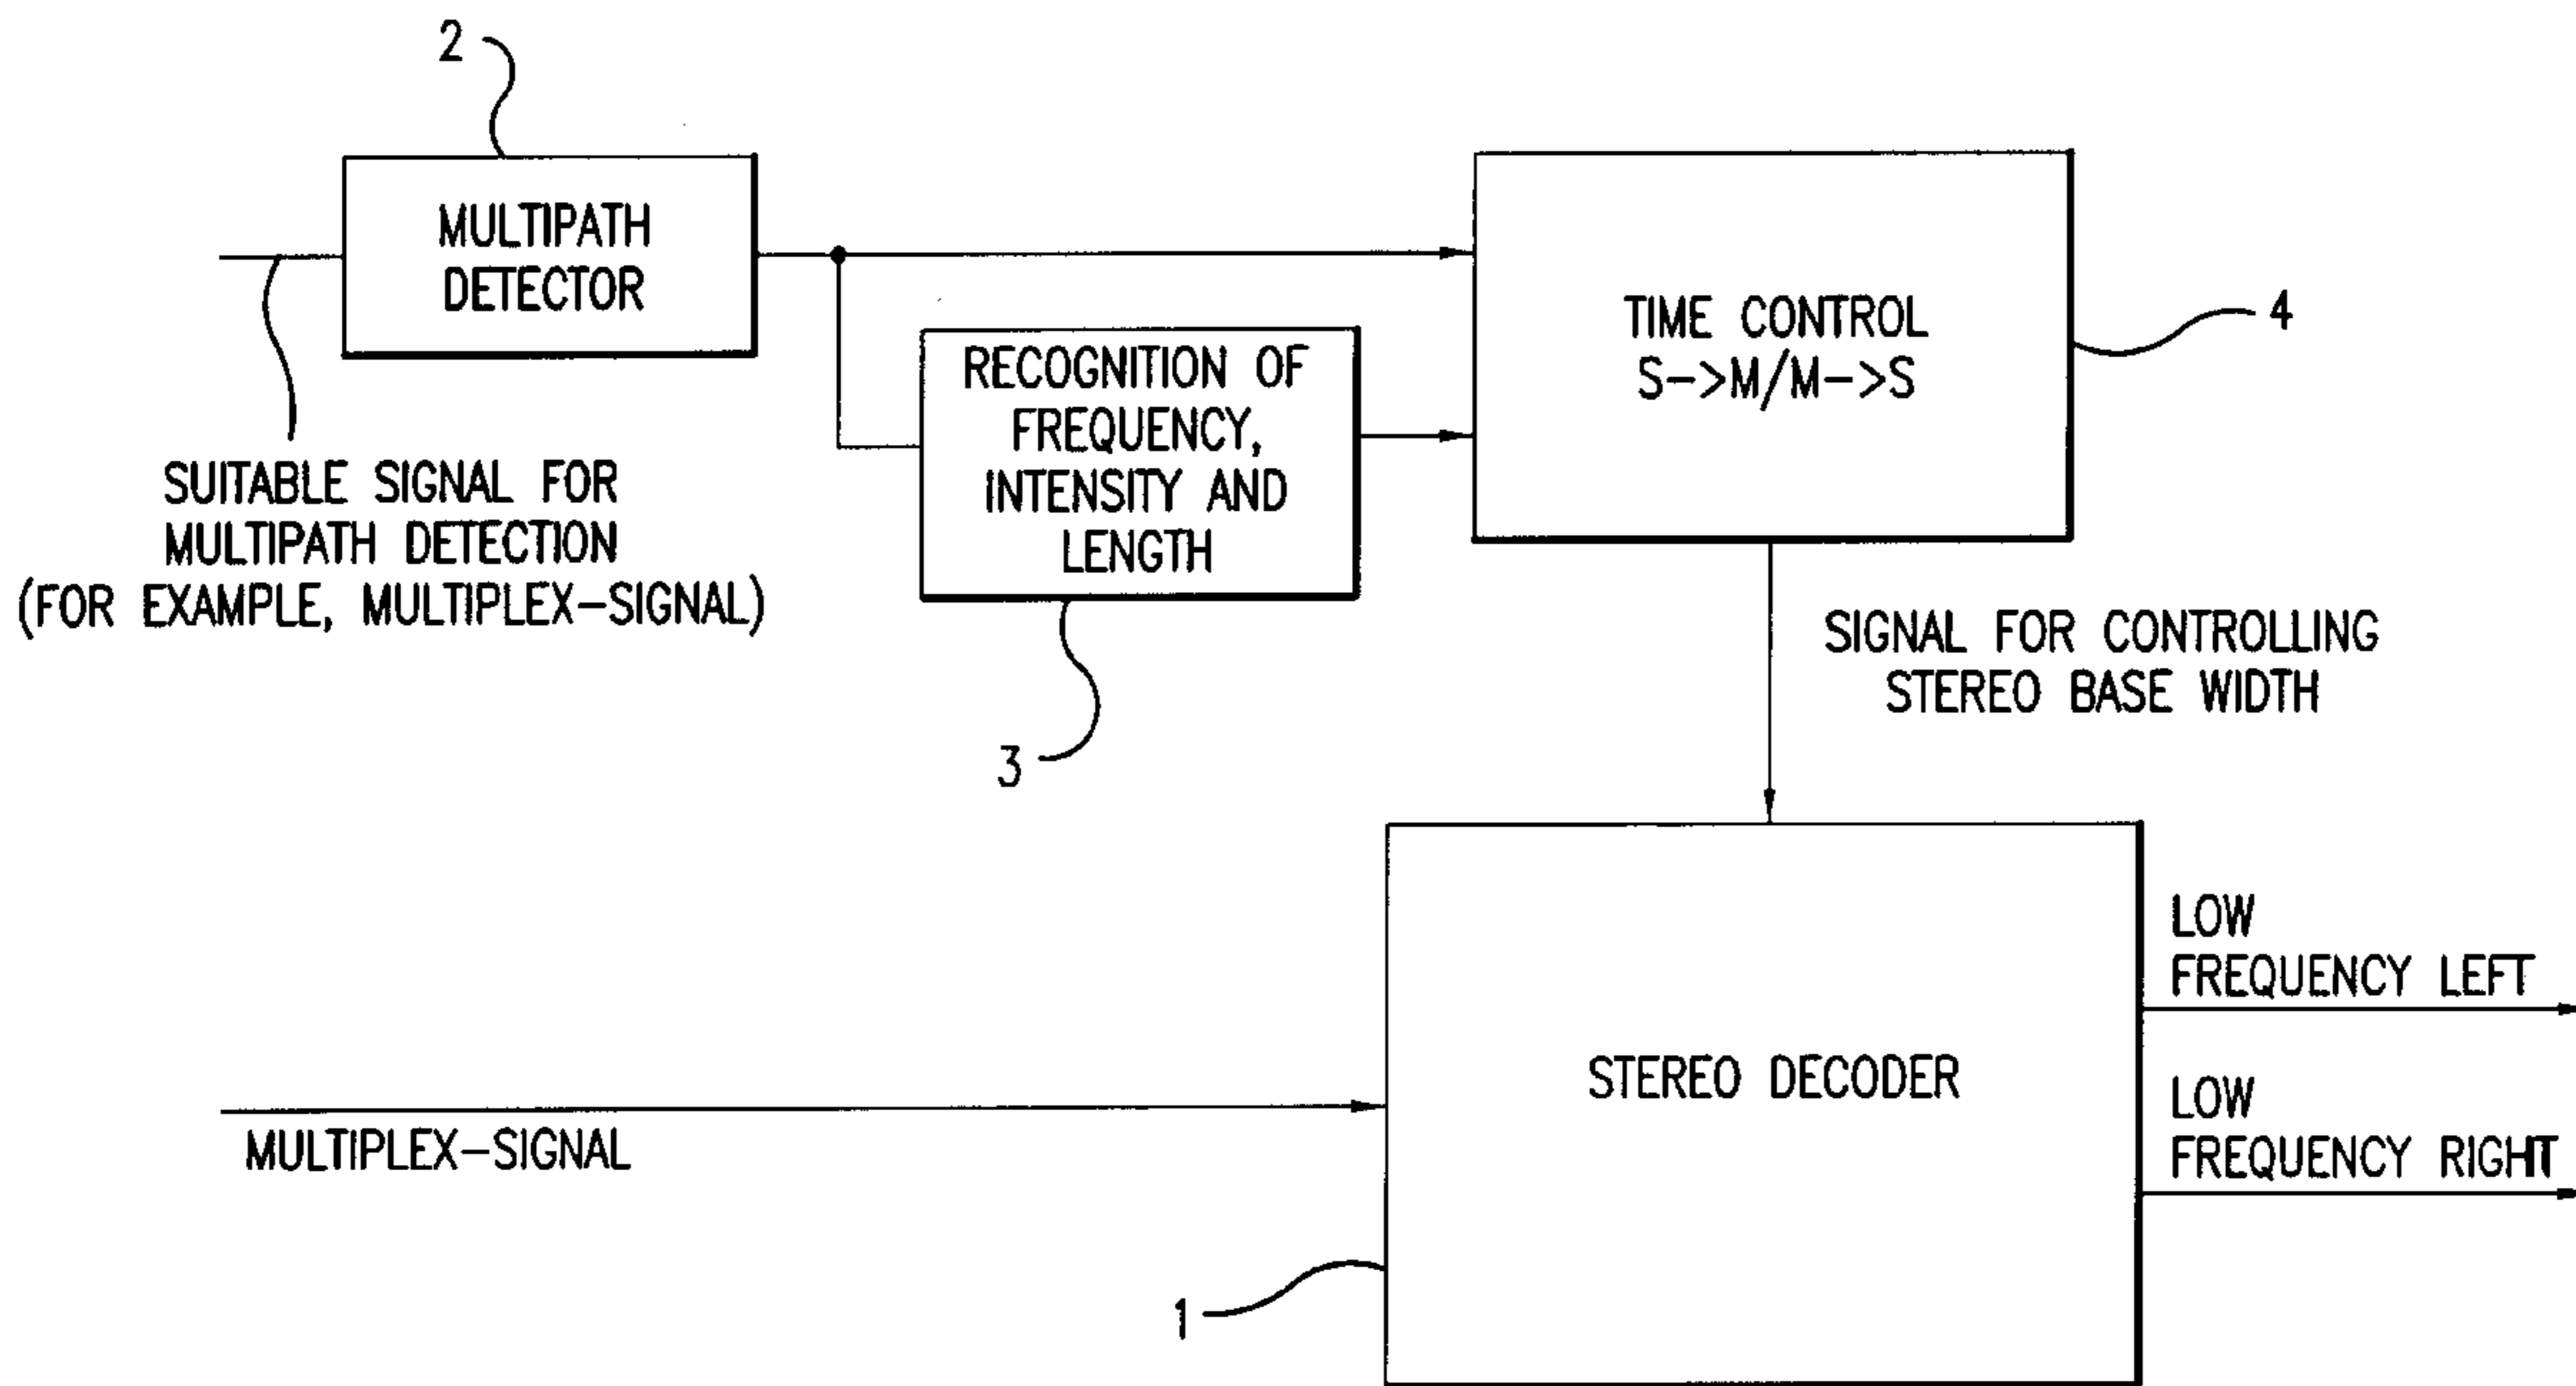 2
MULTIPATH
DETECTOR
TIME CONTROL
S->M/M->S
4
RECOGNITION OF
FREQUENCY,
INTENSITY AND
LENGTH
SUITABLE SIGNAL FOR
MULTIPATH DETECTION
(FOR EXAMPLE, MULTIPLEX-SIGNAL)
3
SIGNAL FOR CONTROLLING
STEREO BASE WIDTH
LOW
FREQUENCY LEFT
STEREO DECODER
LOW
FREQUENCY RIGHT
MULTIPLEX-SIGNAL
1